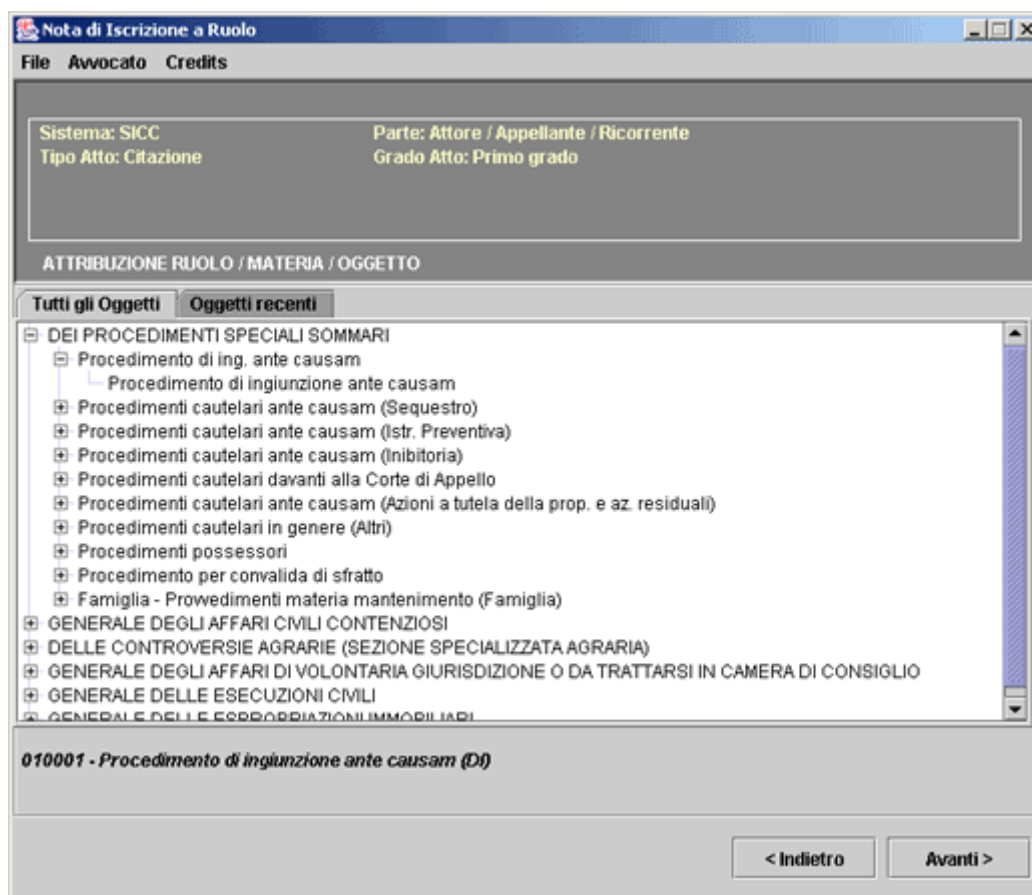 Nota di Iscrizione a Ruolo
File Avvocato Credits
Sistema: SICC Parte: Attore / Appellante / Ricorrente
Tipo Atto: Citazione Grado Atto: Primo grado
ATTRIBUZIONE RUOLO / MATERIA / OGGETTO
Tutti gli Oggetti Oggetti recenti
DEI PROCEDIMENTI SPECIALI SOMMARI
Procedimento di ing. ante causam
Procedimento di ingiunzione ante causam
Procedimenti cautelari ante causam (Sequestro)
Procedimenti cautelari ante causam (Istr. Preventiva)
Procedimenti cautelari ante causam (Inibitoria)
Procedimenti cautelari davanti alla Corte di Appello
Procedimenti cautelari ante causam (Azioni a tutela della prop. e az. residuali)
Procedimenti cautelari in genere (Altri)
Procedimenti possessori
Procedimento per convalida di sfratto
Famiglia - Provvedimenti materia mantenimento (Famiglia)
GENERALE DEGLI AFFARI CIVILI CONTENZIOSI
DELLE CONTROVERSIE AGRARIE (SEZIONE SPECIALIZZATA AGRARIA)
GENERALE DEGLI AFFARI DI VOLONTARIA GIURISDIZIONE O DA TRATTARSI IN CAMERA DI CONSIGLIO
GENERALE DELLE ESECUZIONI CIVILI
GENERALE DELLE ESPROPRIAZIONI IMMOBILIARI
010001 - Procedimento di ingiunzione ante causam (DI)
< Indietro Avanti >